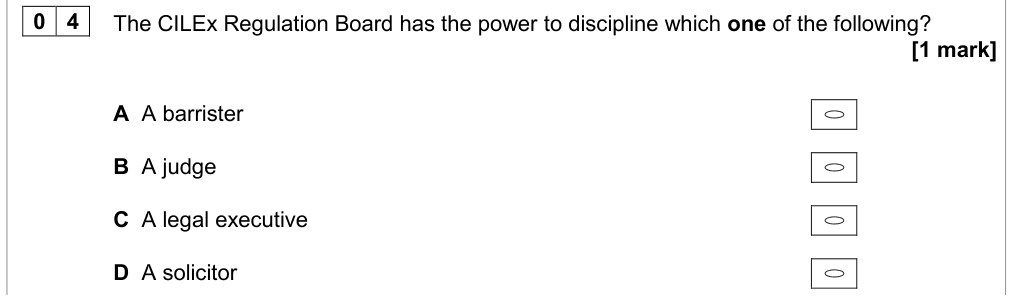 0 4 The CILEx Regulation Board has the power to discipline which one of the following?
[1 mark]
A A barrister
B A judge
C A legal executive
D A solicitor